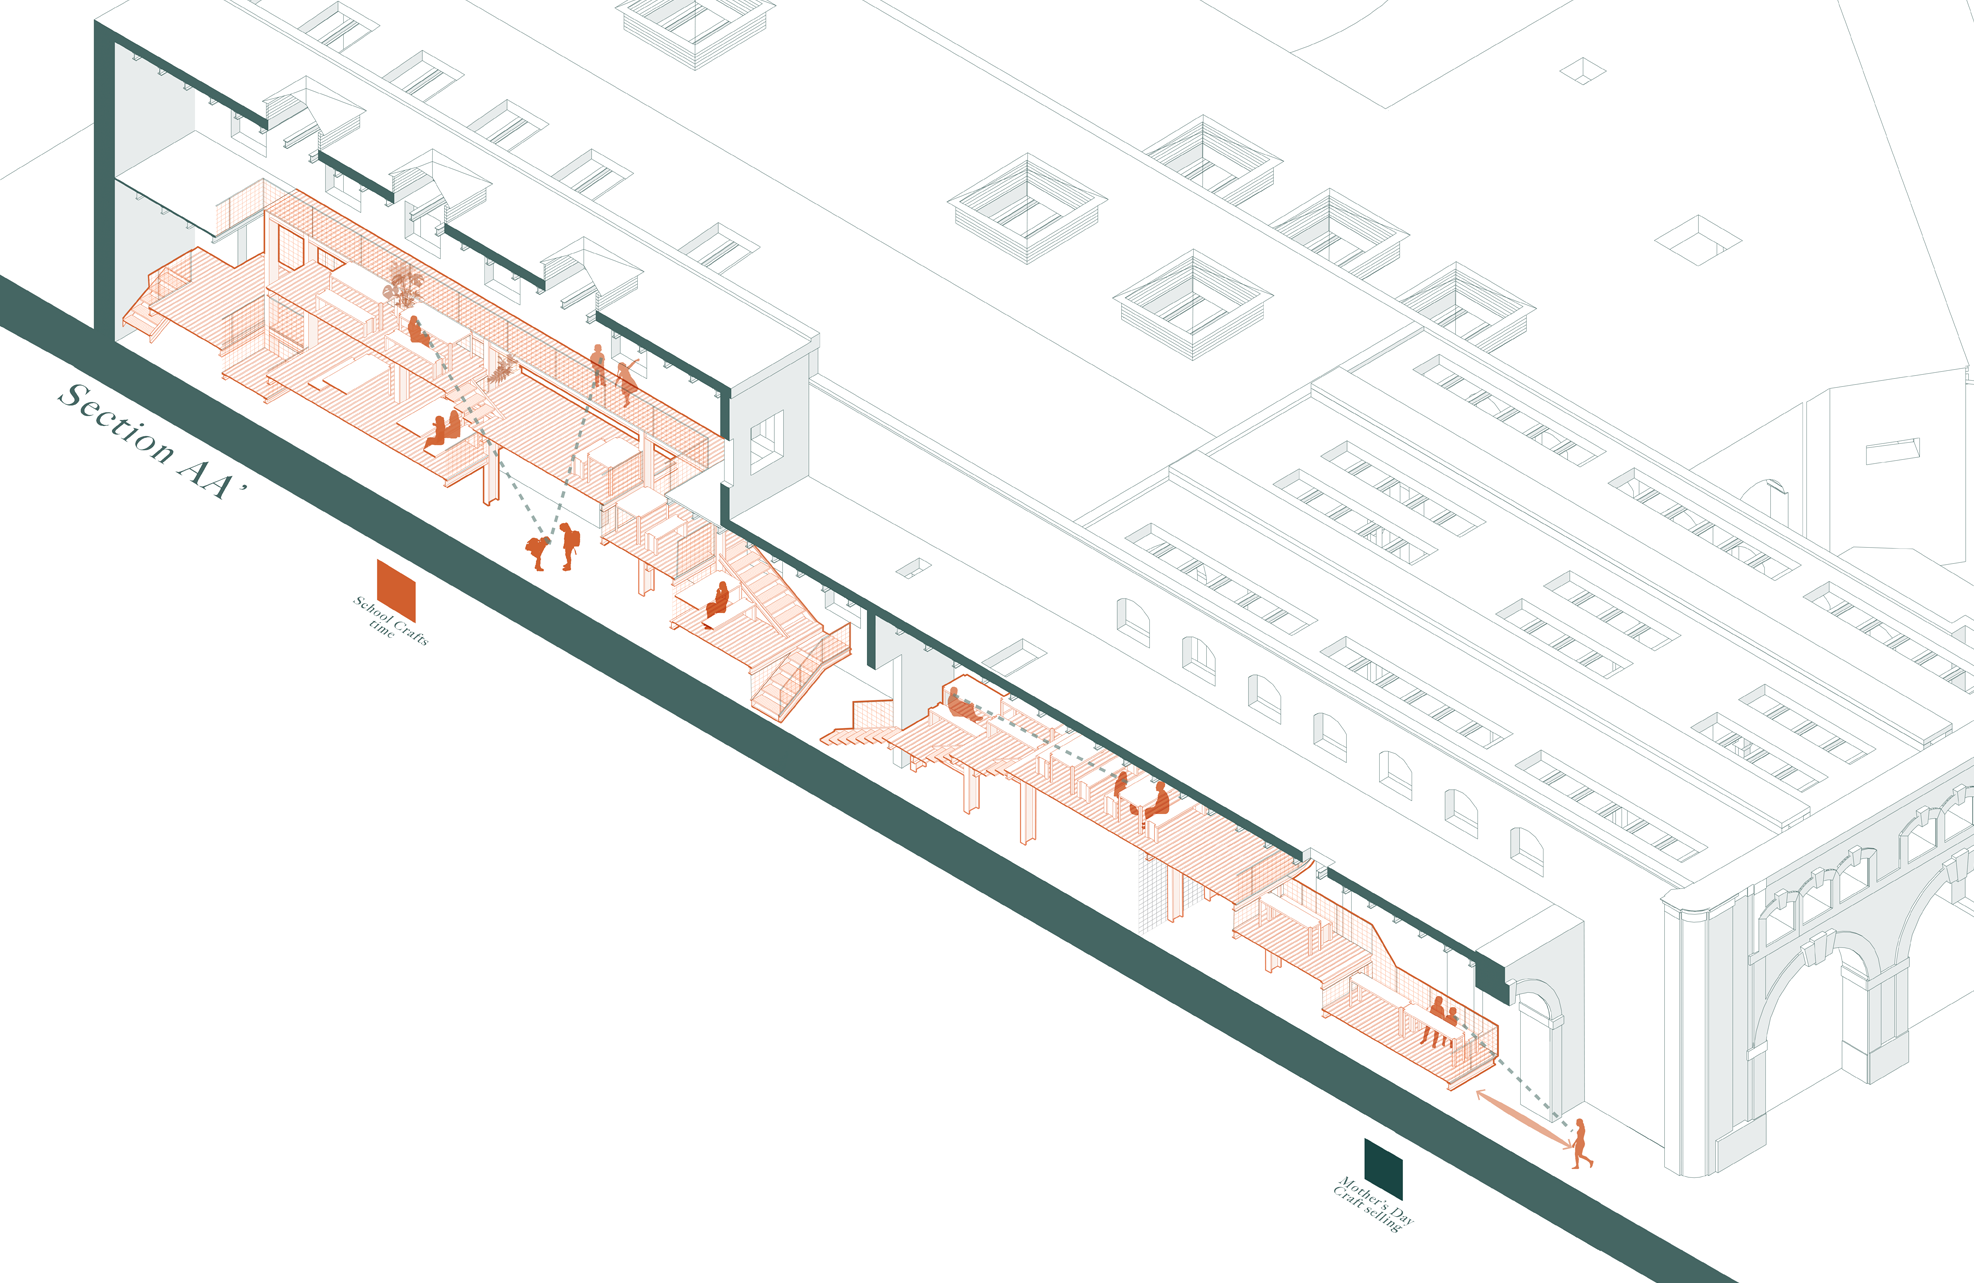 Section AA’
School Crafts
time
Mother’s Day
Craft selling